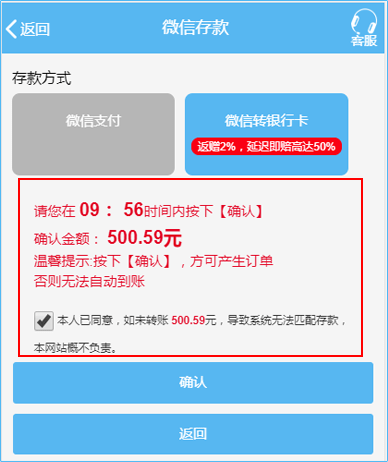 返回
微信存款
客服
存款方式
微信支付
微信转银行卡
返赠2%，延迟即赔高达50%
请您在 09： 56时间内按下【确认】
确认金额： 500.59元
温馨提示:按下【确认】，方可产生订单
否则无法自动到账
本人已同意，如未转账 500.59元，导致系统无法匹配存款，
本网站概不负责。
确认
返回